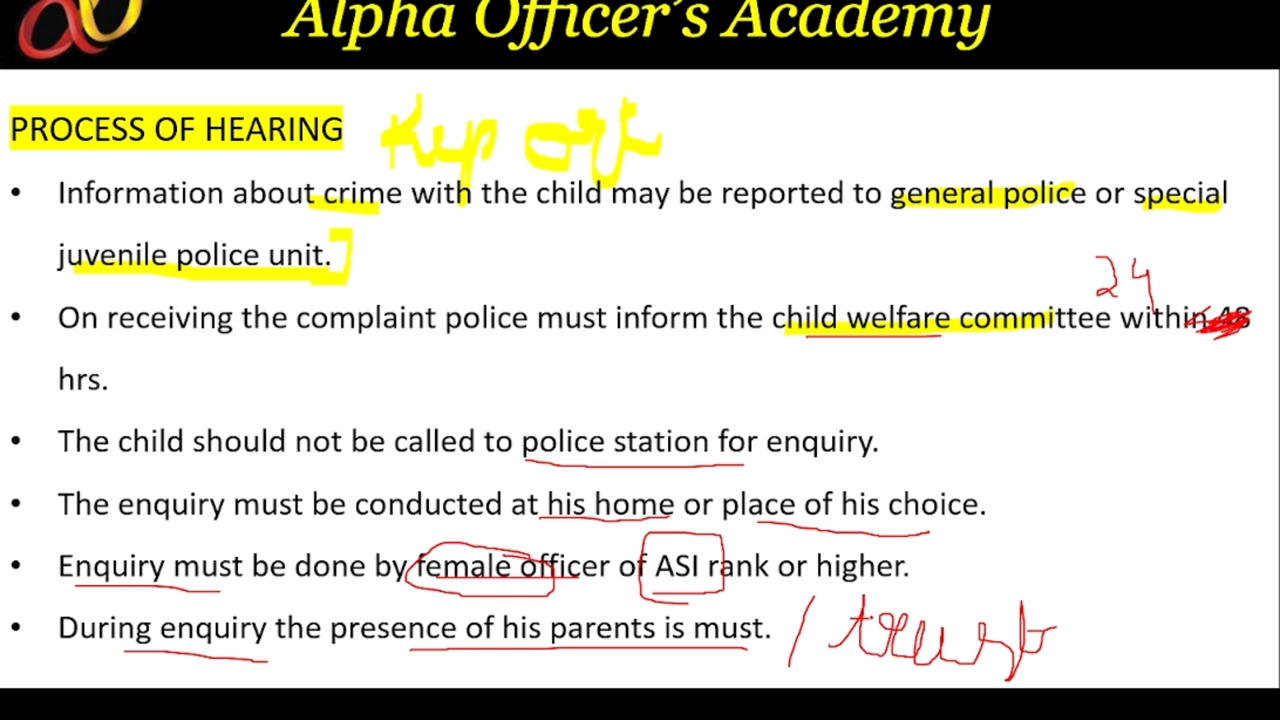 Alpha Officer's Academy
PROCESS OF HEARING
• Information about crime with the child may be reported to general police or special
juvenile police unit.
24
• On receiving the complaint police must inform the child welfare committee within 48
hrs.
• The child should not be called to police station for enquiry.
• The enquiry must be conducted at his home or place of his choice.
• Enquiry must be done by female officer of ASI rank or higher.
• During enquiry the presence of his parents is must. / trust